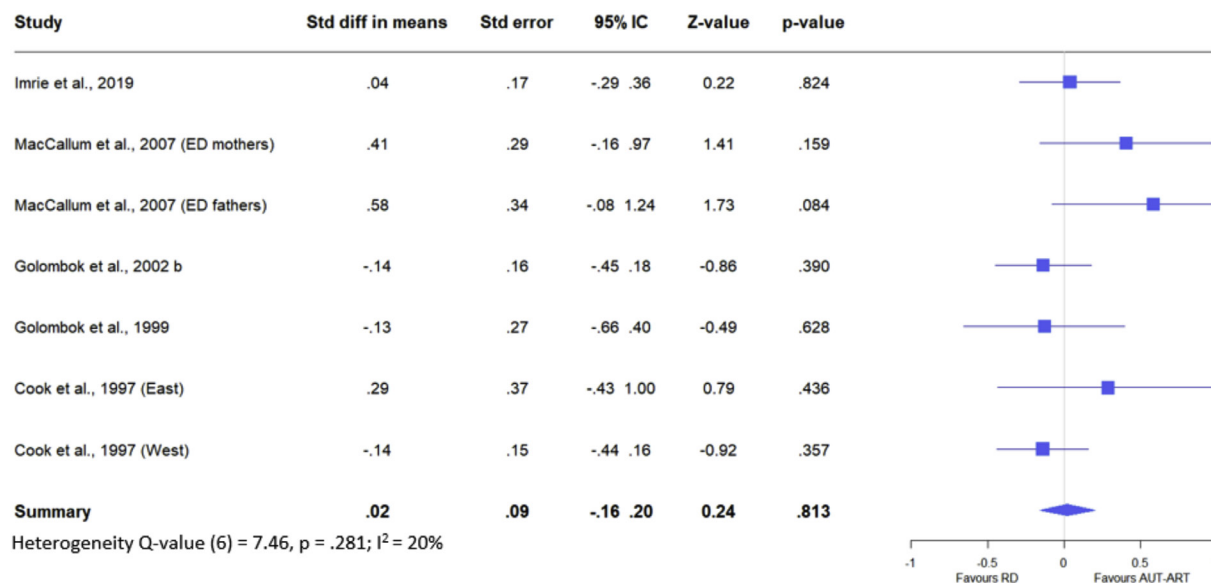 Study Std diff in means Std error 95% IC Z-value p-value
Imrie et al., 2019 .04 .17 -.29 .36 0.22 .824
MacCallum et al., 2007 (ED mothers) .41 .29 -.16 .97 1.41 .159
MacCallum et al., 2007 (ED fathers) .58 .34 -.08 1.24 1.73 .084
Golombok et al., 2002 b -.14 .16 -.45 .18 -0.86 .390
Golombok et al., 1999 -.13 .27 -.66 .40 -0.49 .628
Cook et al., 1997 (East) .29 .37 -.43 1.00 0.79 .436
Cook et al., 1997 (West) -.14 .15 -.44 .16 -0.92 .357
Summary .02 .09 -.16 .20 0.24 .813
Heterogeneity Q-value (6) = 7.46, p = .281; I² = 20%
-1 -0.5 0 0.5
Favours RD Favours AUT-ART